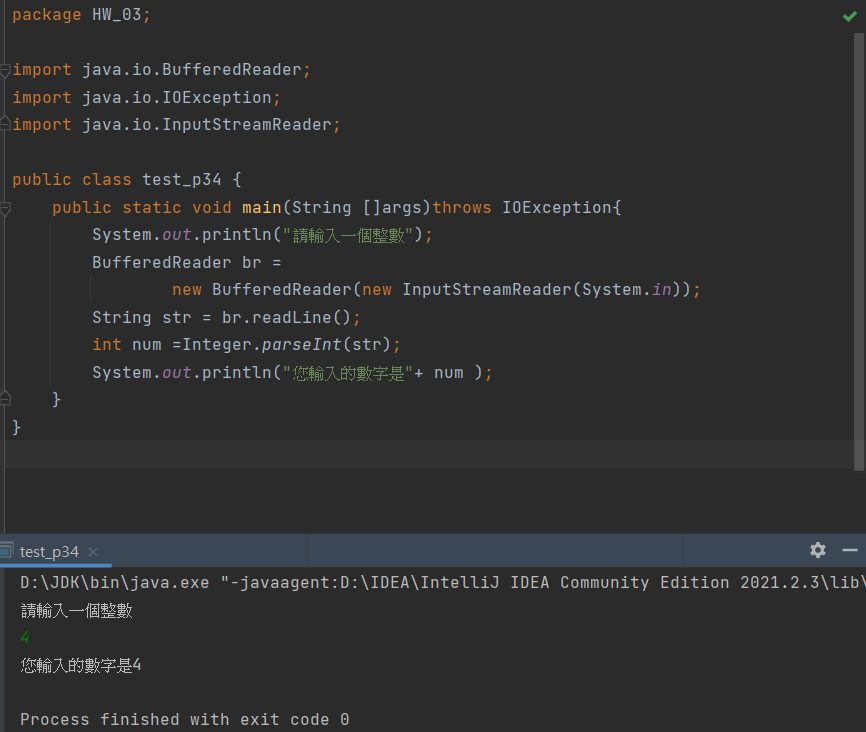 package HW_03;
import java.io.BufferedReader;
import java.io.IOException;
import java.io.InputStreamReader;
public class test_p34 {
public static void main(String []args)throws IOException{
System.out.println("請輸入一個整數");
BufferedReader br =
new BufferedReader(new InputStreamReader(System.in));
String str = br.readLine();
int num =Integer.parseInt(str);
System.out.println("您輸入的數字是"+ num );
}
}
test_p34
D:\JDK\bin\java.exe "-javaagent:D:\IDEA\IntelliJ IDEA Community Edition 2021.2.3\lib\
請輸入一個整數
4
您輸入的數字是4
Process finished with exit code 0